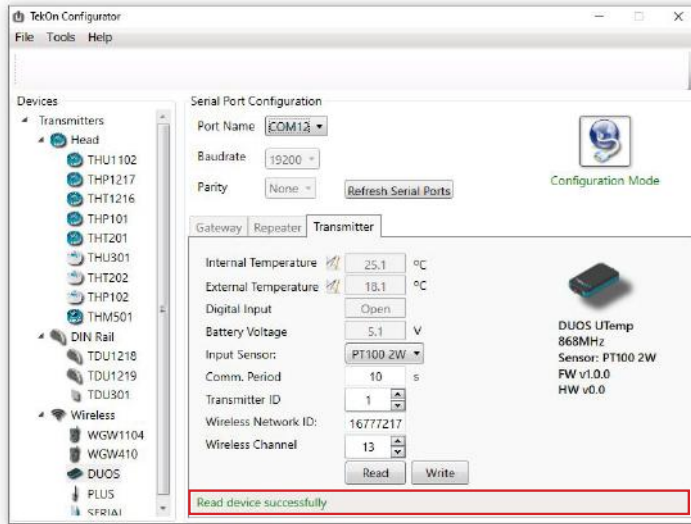 TekOn Configurator
File Tools Help
Devices
Transmitters
Head
THU1102
THP1217
THT1216
THP101
THT201
THU301
THT202
THP102
THM501
DIN Rail
TDU1218
TDU1219
TDU301
Wireless
WGW1104
WGW410
DUOS
PLUS
SERIAL
Serial Port Configuration
Port Name COM12
Baudrate 19200
Parity None Refresh Serial Ports
Configuration Mode
Gateway Repeater Transmitter
Internal Temperature 25.1 ºC
External Temperature 18.1 ºC
Digital Input Open
Battery Voltage 5.1 V
Input Sensor: PT100 2W
Comm. Period 10 s
Transmitter ID 1
Wireless Network ID: 16777217
Wireless Channel 13
Read Write
DUOS UTemp
868MHz
Sensor: PT100 2W
FW v1.0.0
HW v0.0
Read device successfully